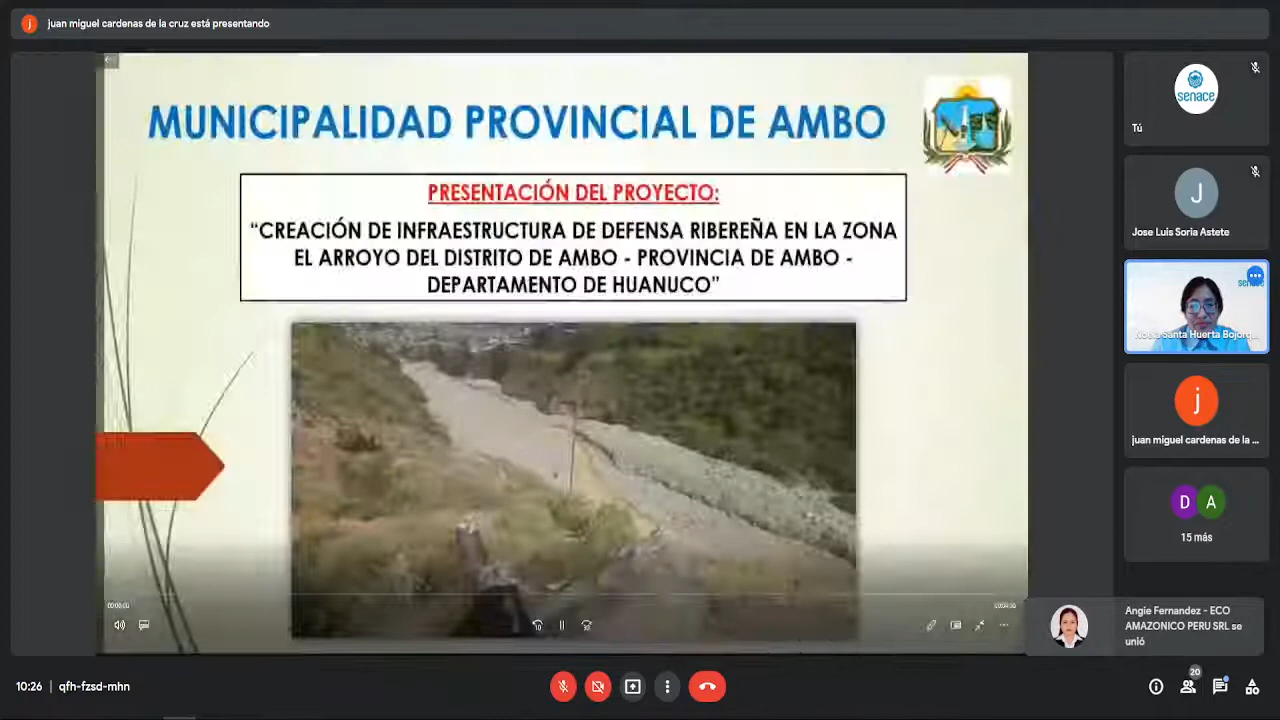 juan miguel cardenas de la cruz está presentando
MUNICIPALIDAD PROVINCIAL DE AMBO
PRESENTACIÓN DEL PROYECTO:
“CREACIÓN DE INFRAESTRUCTURA DE DEFENSA RIBEREÑA EN LA ZONA
EL ARROYO DEL DISTRITO DE AMBO - PROVINCIA DE AMBO -
DEPARTAMENTO DE HUANUCO”
senace
Tú
J
Jose Luis Soria Astete
Santa Huerta
j
juan miguel cardenas de la ...
D A
15 más
Angie Fernandez - ECO
AMAZONICO PERU SRL se
unió
10:26 | qfh-fzsd-mhn
20